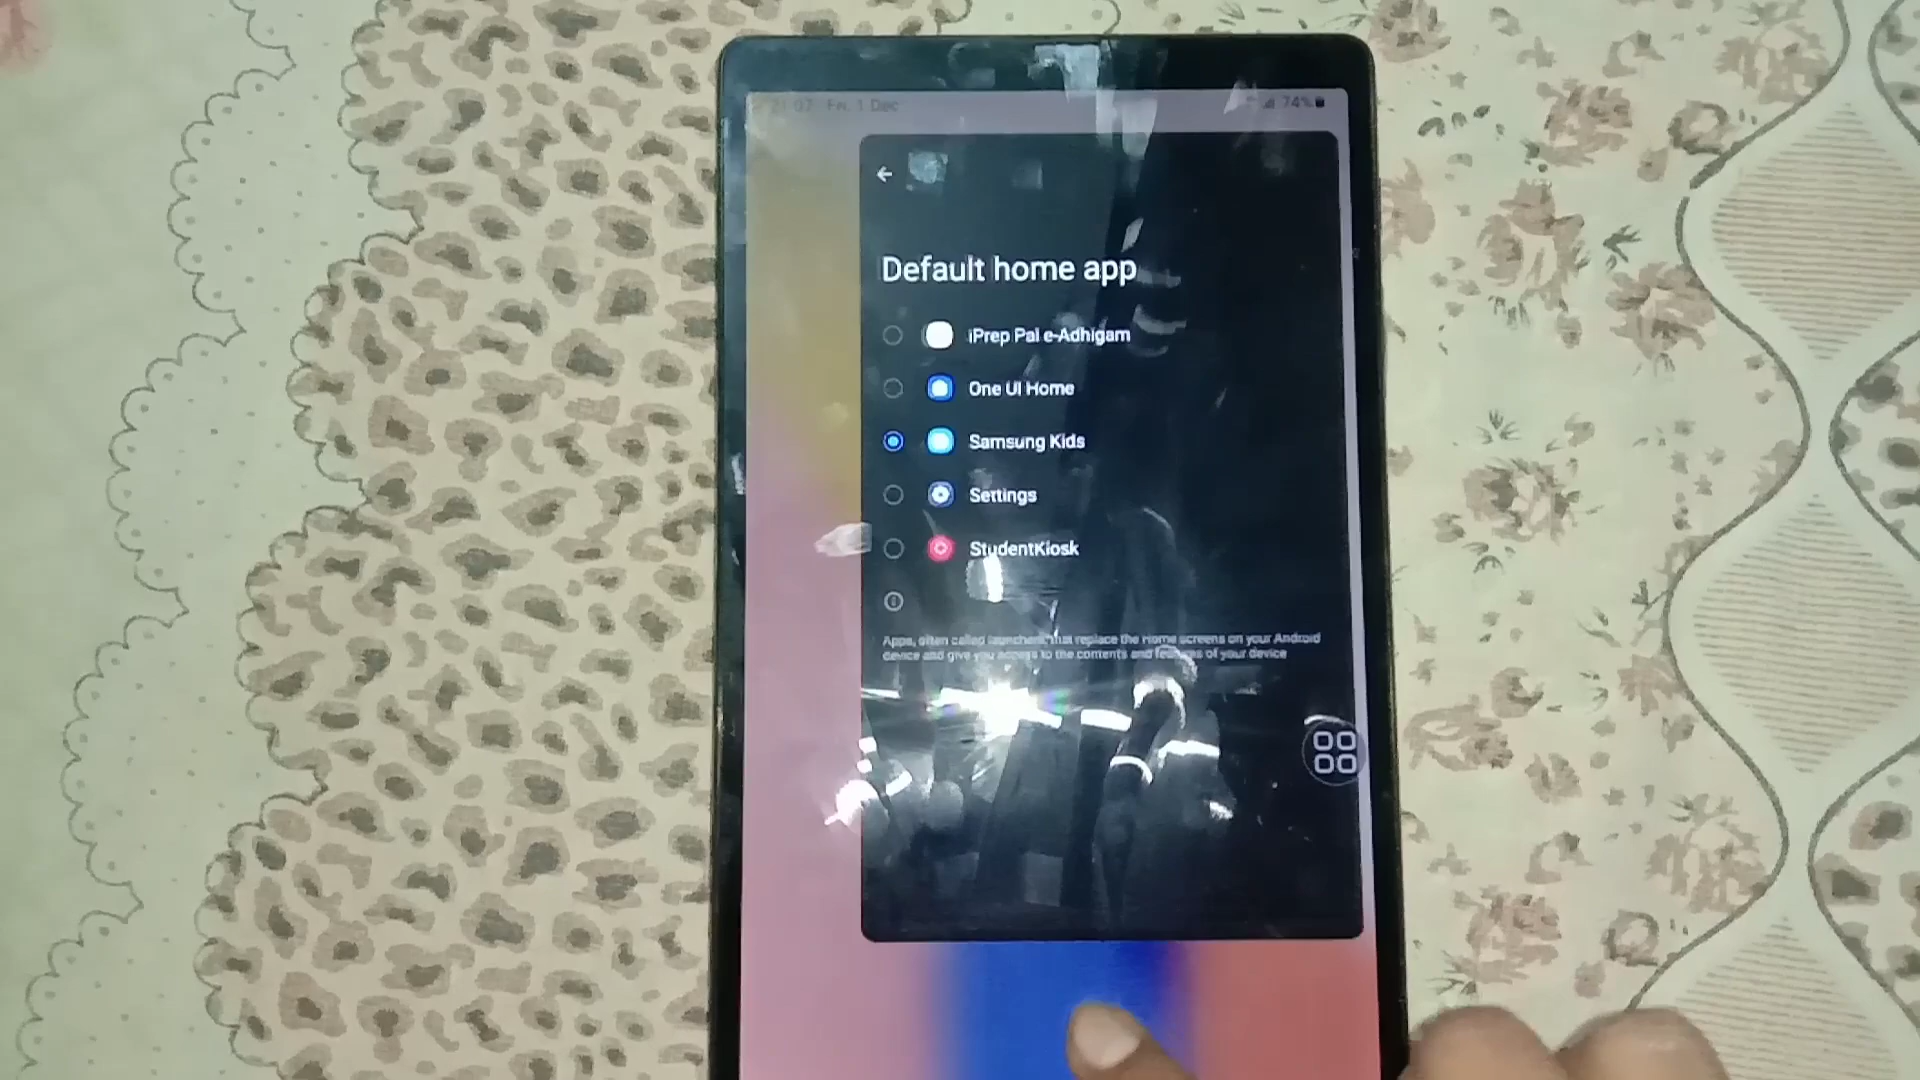 21:07 Fri, 1 Dec 74%
Default home app
iPrep Pal e-Adhigam
One UI Home
Samsung Kids
Settings
StudentKiosk
Apps, often called launchers, that replace the Home screens on your Android
device and give you access to the contents and features of your device